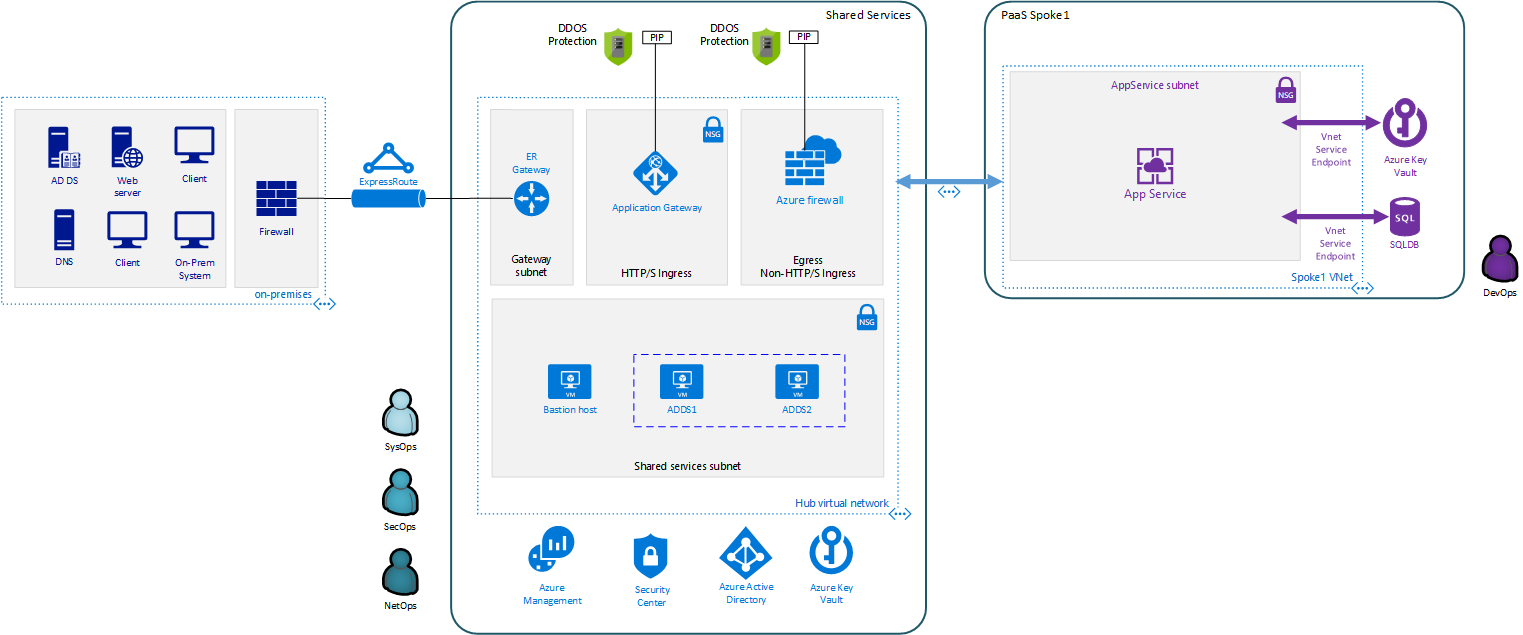 Shared Services
PaaS Spoke1
DDOS
Protection
PIP
DDOS
Protection
PIP
AD DS
Web
server
Client
DNS
Client
On-Prem
System
Firewall
on-premises
ExpressRoute
ER
Gateway
Gateway
subnet
NSG
Application Gateway
HTTP/S Ingress
Azure firewall
Egress
Non-HTTP/S Ingress
NSG
VM
Bastion host
VM
ADDS1
VM
ADDS2
Shared services subnet
Hub virtual network
AppService subnet
NSG
App Service
Vnet
Service
Endpoint
Azure Key
Vault
Vnet
Service
Endpoint
SQL
SQLDB
Spoke1 VNet
DevOps
SysOps
SecOps
NetOps
Azure
Management
Security
Center
Azure Active
Directory
Azure Key
Vault